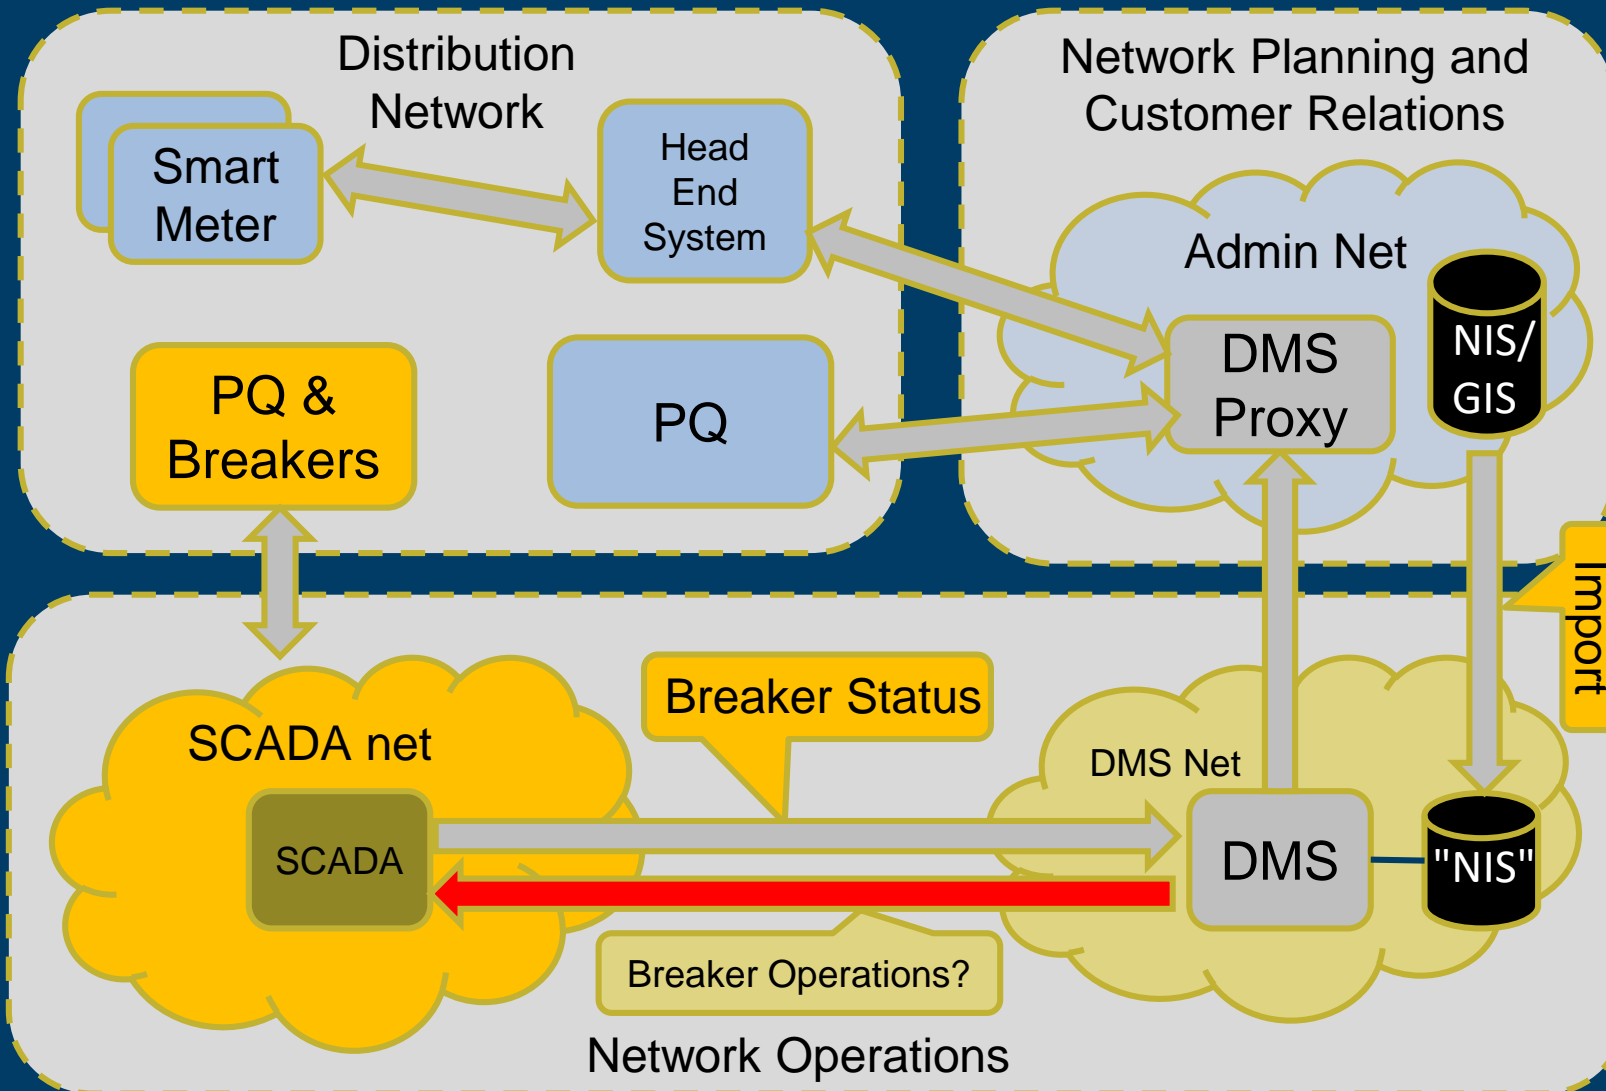 Distribution
Network
Smart
Meter
Head
End
System
PQ &
Breakers
PQ
Network Planning and
Customer Relations
Admin Net
DMS
Proxy
NIS/
GIS
Import
SCADA net
SCADA
Breaker Status
Breaker Operations?
DMS Net
DMS
"NIS"
Network Operations